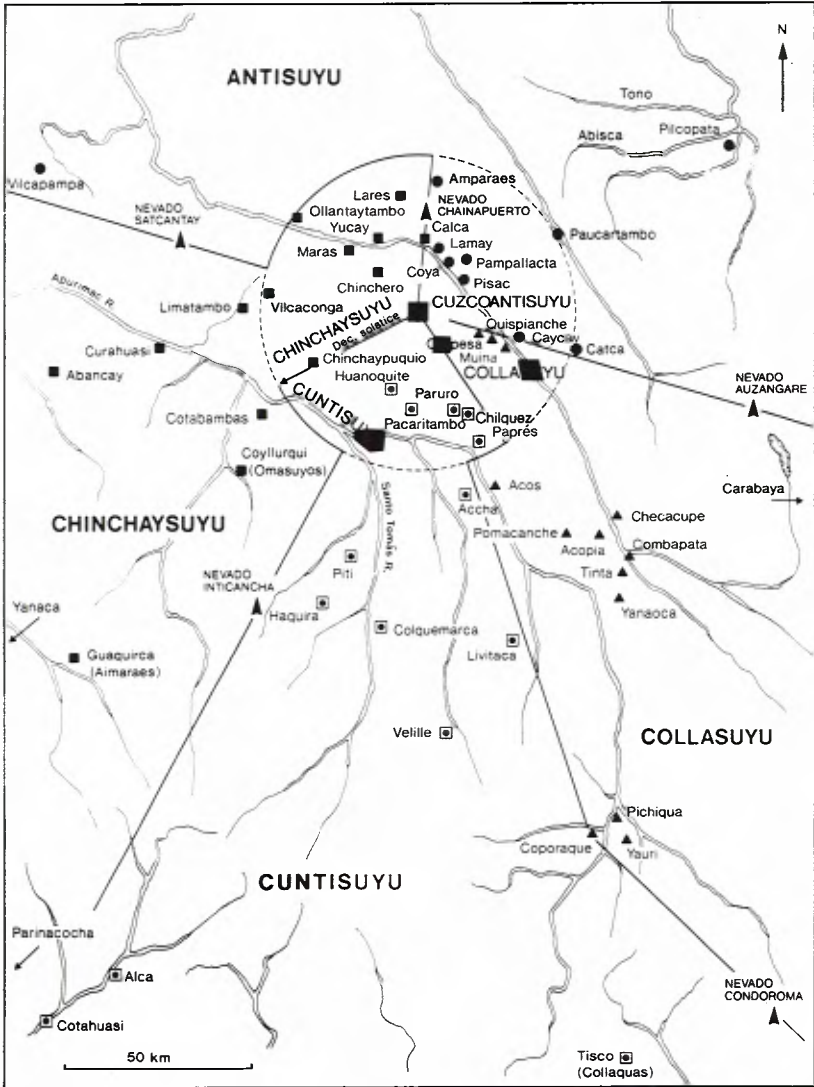 N
ANTISUYU
Tono
Abisca
Pilcopata
Vilcapampa
Amparaes
Lares
NEVADO
CHAINAPUERTO
NEVADO
SATCANTAY
Ollantaytambo
Yucay
Calca
Lamay
Paucartambo
Maras
Coya
Pampallacta
Chinchero
Pisac
Apurimac R.
Limatambo
Vilcaconga
CUZCO
ANTISUYU
CHINCHAYSUYU
Dec. solstice
Quispianche
Caycay
Curahuasi
Muina
Catca
Chinchaypuquio
COLLASUYU
Abancay
Huanoquite
NEVADO
AUZANGARE
Paruro
Cotabambas
CUNTISU
Pacaritambo
Chilquez
Papres
Coyllurqui
(Omasuyos)
Acos
Accha
Carabaya
CHINCHAYSUYU
Santo Tomás R.
Checacupe
Pomacanche
Acopia
Combapata
Piti
NEVADO
INTICANCHA
Tinta
Yanaca
Haquira
Yanaoca
Colquemarca
Livitaca
Guaquirca
(Aimaraes)
Velille
COLLASUYU
Pichiqua
Coporaque
Yauri
CUNTISUYU
Parinacocha
Alca
NEVADO
CONDOROMA
Cotahuasi
50 km
Tisco
(Collaquas)